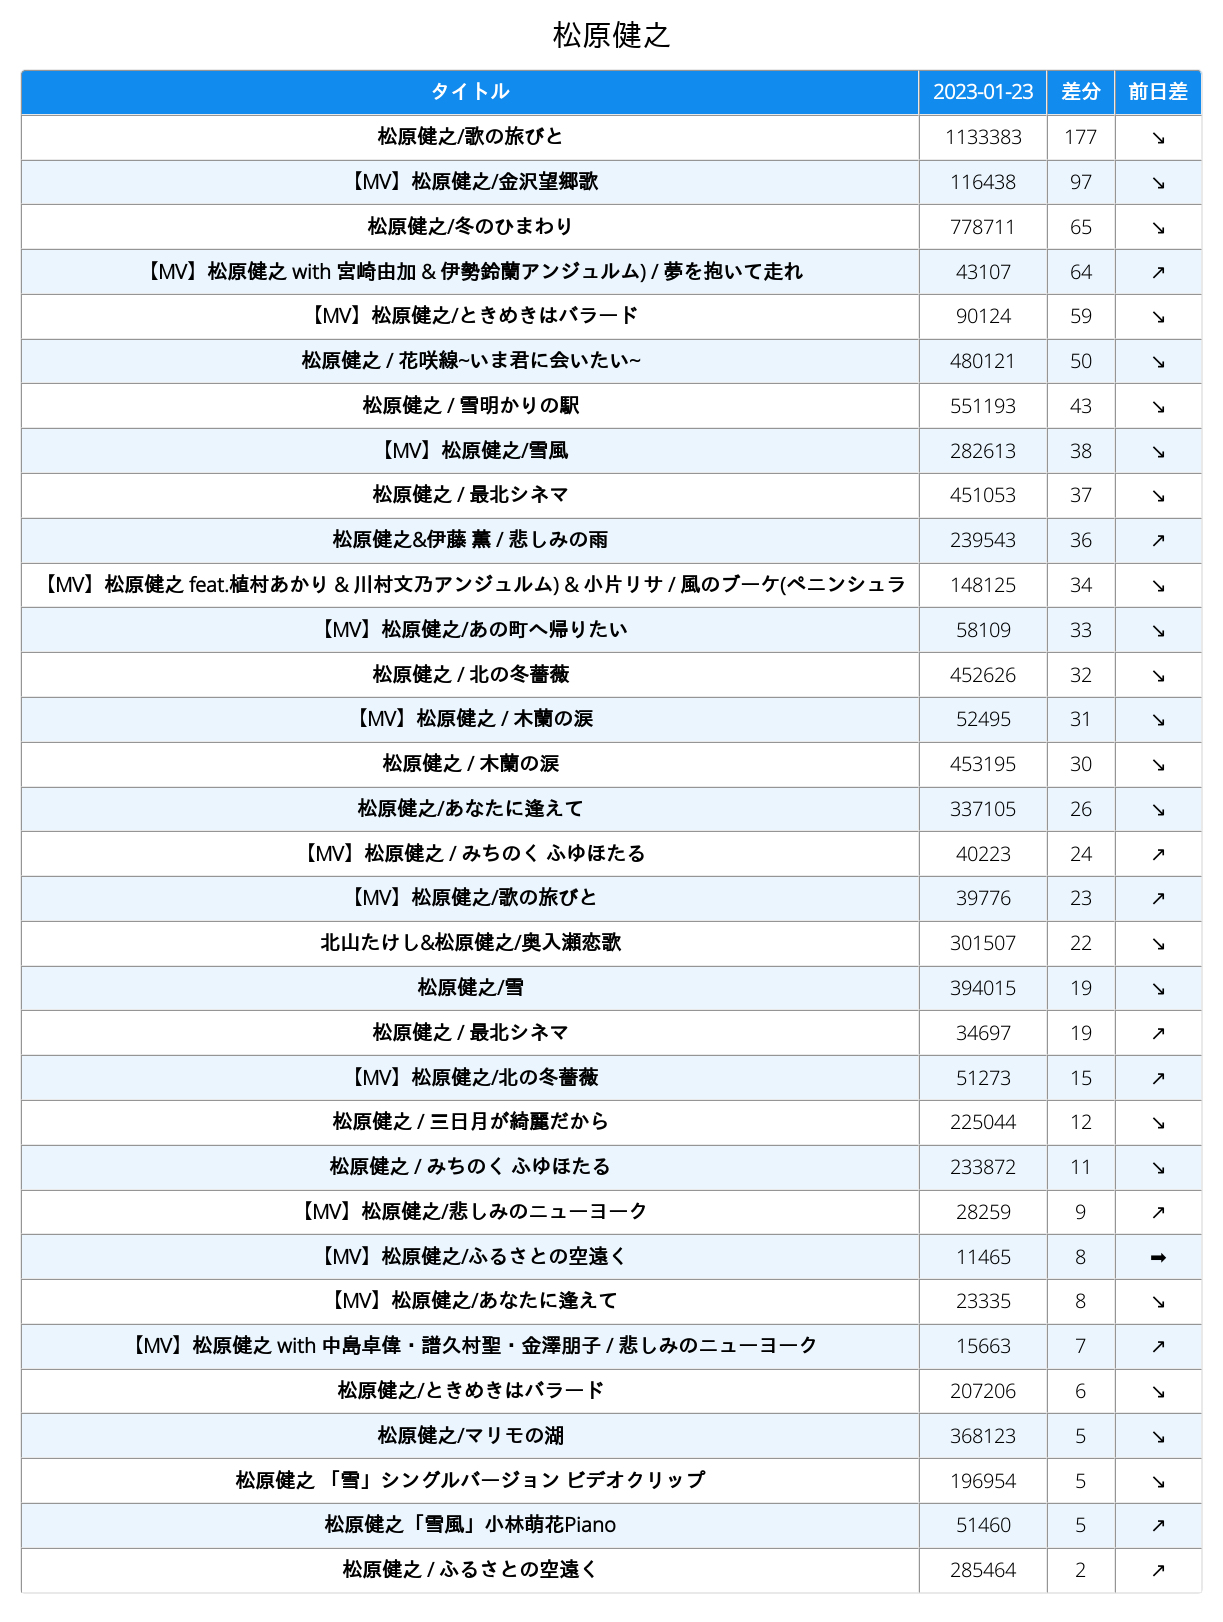 松原健之
タイトル 2023-01-23 差分 前日差
松原健之/歌の旅びと 1133383 177 ↘
【MV】松原健之/金沢望郷歌 116438 97 ↘
松原健之/冬のひまわり 778711 65 ↘
【MV】松原健之 with 宮崎由加 & 伊勢鈴蘭アンジュルム) / 夢を抱いて走れ 43107 64 ↗
【MV】松原健之/ときめきはバラード 90124 59 ↘
松原健之 / 花咲線~いま君に会いたい~ 480121 50 ↘
松原健之 / 雪明かりの駅 551193 43 ↘
【MV】松原健之/雪風 282613 38 ↘
松原健之 / 最北シネマ 451053 37 ↘
松原健之&伊藤 薫 / 悲しみの雨 239543 36 ↗
【MV】松原健之 feat.植村あかり & 川村文乃アンジュルム) & 小片リサ / 風のブーケ(ペニンシュラ 148125 34 ↘
【MV】松原健之/あの町へ帰りたい 58109 33 ↘
松原健之 / 北の冬薔薇 452626 32 ↘
【MV】松原健之 / 木蘭の涙 52495 31 ↘
松原健之 / 木蘭の涙 453195 30 ↘
松原健之/あなたに逢えて 337105 26 ↘
【MV】松原健之 / みちのく ふゆほたる 40223 24 ↗
【MV】松原健之/歌の旅びと 39776 23 ↗
北山たけし&松原健之/奥入瀬恋歌 301507 22 ↘
松原健之/雪 394015 19 ↘
松原健之 / 最北シネマ 34697 19 ↗
【MV】松原健之/北の冬薔薇 51273 15 ↗
松原健之 / 三日月が綺麗だから 225044 12 ↘
松原健之 / みちのく ふゆほたる 233872 11 ↘
【MV】松原健之/悲しみのニューヨーク 28259 9 ↗
【MV】松原健之/ふるさとの空遠く 11465 8 ➡
【MV】松原健之/あなたに逢えて 23335 8 ↘
【MV】松原健之 with 中島卓偉・譜久村聖・金澤朋子 / 悲しみのニューヨーク 15663 7 ↗
松原健之/ときめきはバラード 207206 6 ↘
松原健之/マリモの湖 368123 5 ↘
松原健之 「雪」シングルバージョン ビデオクリップ 196954 5 ↘
松原健之「雪風」小林萌花Piano 51460 5 ↗
松原健之 / ふるさとの空遠く 285464 2 ↗